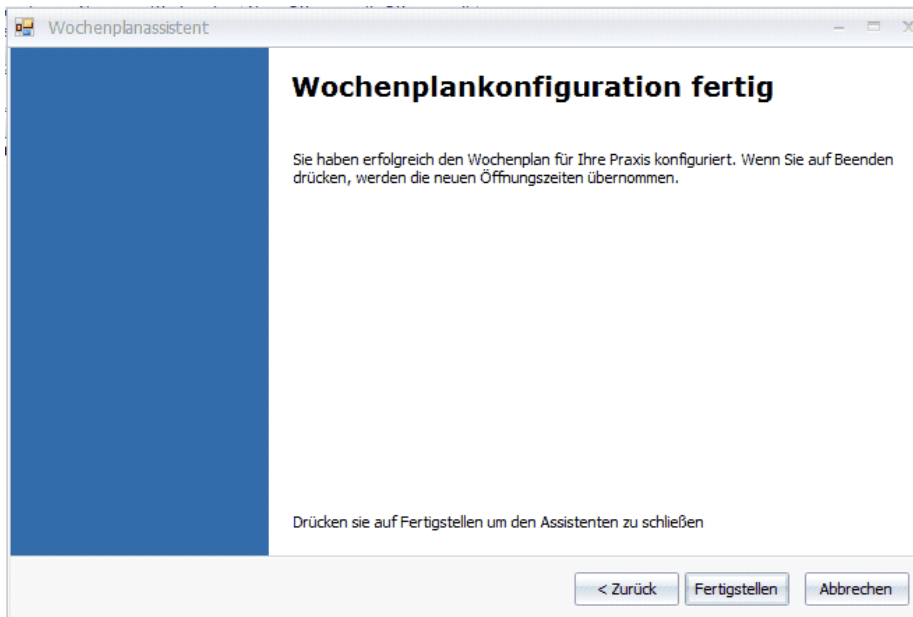 Wochenplanassistent
Wochenplankonfiguration fertig
Sie haben erfolgreich den Wochenplan für Ihre Praxis konfiguriert. Wenn Sie auf Beenden
drücken, werden die neuen Öffnungszeiten übernommen.
Drücken sie auf Fertigstellen um den Assistenten zu schließen
< Zurück Fertigstellen Abbrechen